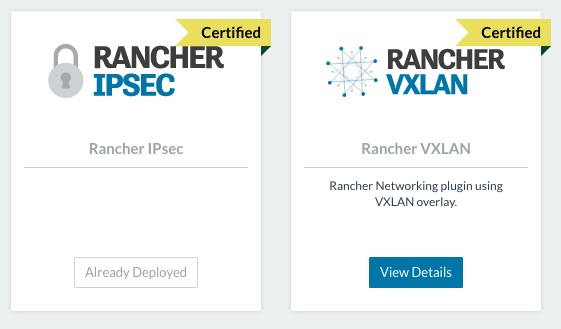 Certified
RANCHER
IPSEC
Rancher IPsec
Already Deployed
Certified
RANCHER
VXLAN
Rancher VXLAN
Rancher Networking plugin using
VXLAN overlay.
View Details